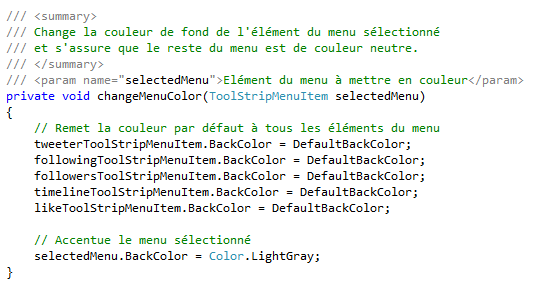 /// <summary>
/// Change la couleur de fond de l'élément du menu sélectionné
/// et s'assure que le reste du menu est de couleur neutre.
/// </summary>
/// <param name="selectedMenu">Elément du menu à mettre en couleur</param>
private void changeMenuColor(ToolStripMenuItem selectedMenu)
{
    // Remet la couleur par défaut à tous les éléments du menu
    tweeterToolStripMenuItem.BackColor = DefaultBackColor;
    followingToolStripMenuItem.BackColor = DefaultBackColor;
    followersToolStripMenuItem.BackColor = DefaultBackColor;
    timelineToolStripMenuItem.BackColor = DefaultBackColor;
    likeToolStripMenuItem.BackColor = DefaultBackColor;

    // Accentue le menu sélectionné
    selectedMenu.BackColor = Color.LightGray;
}